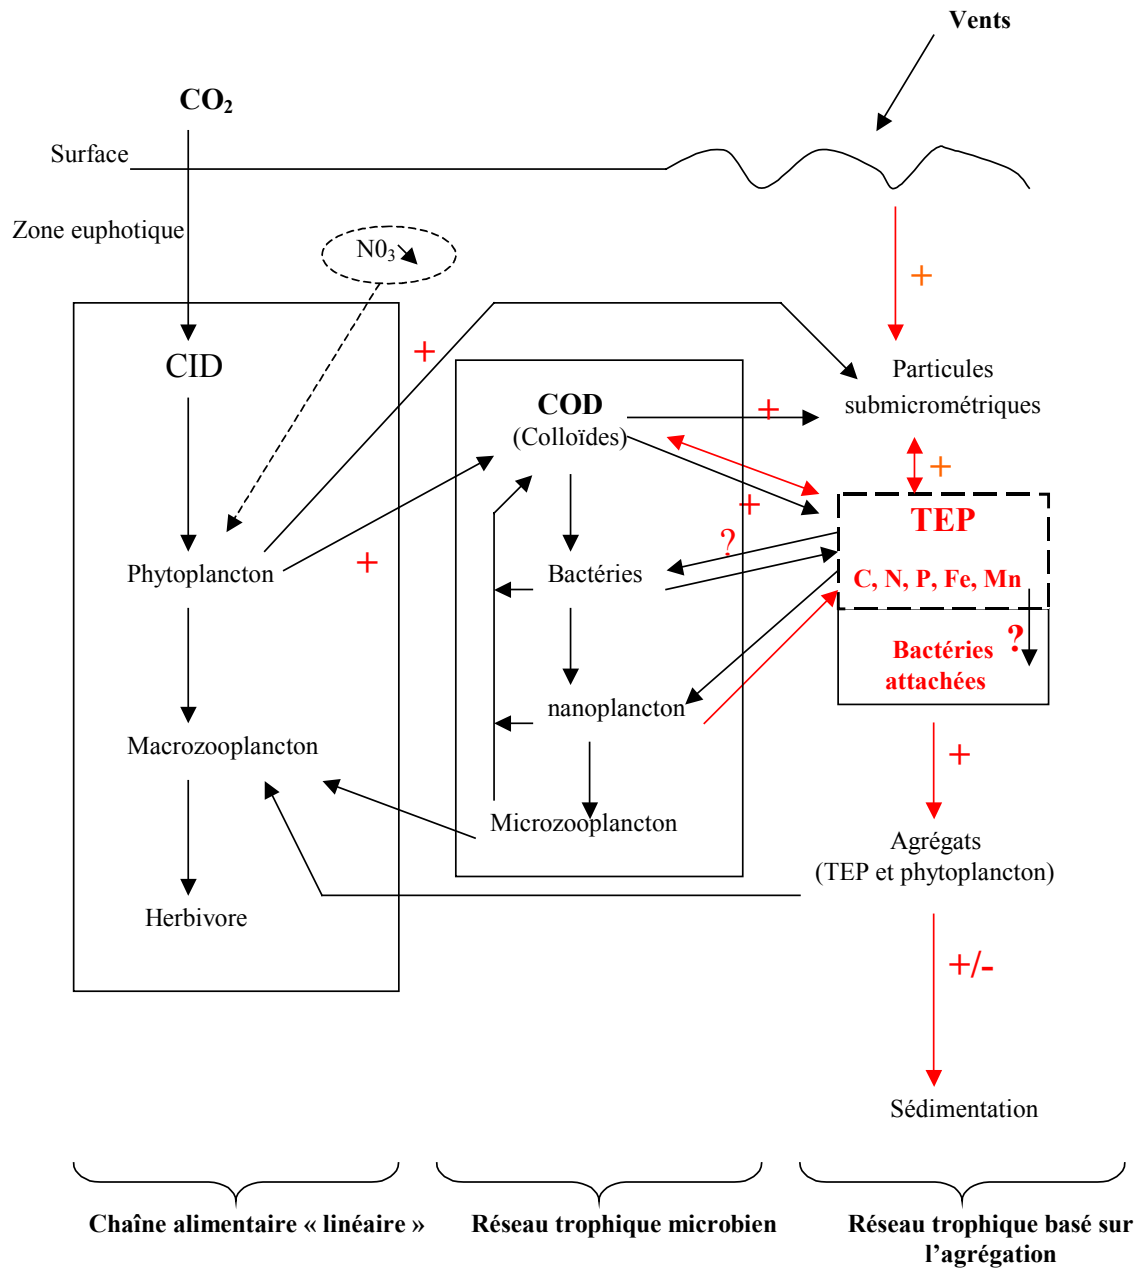 Vents
CO₂
Surface
Zone euphotique
N0₃
+
CID
+
Particules
submicrométriques
COD
(Colloïdes)
+
+
TEP
+
?
Phytoplancton
+
Bactéries
C, N, P, Fe, Mn
?
Bactéries
attachées
nanoplancton
Macrozooplancton
+
Microzooplancton
Agrégats
(TEP et phytoplancton)
Herbivore
+/-
Sédimentation
Chaîne alimentaire « linéaire »
Réseau trophique microbien
Réseau trophique basé sur
l’agrégation